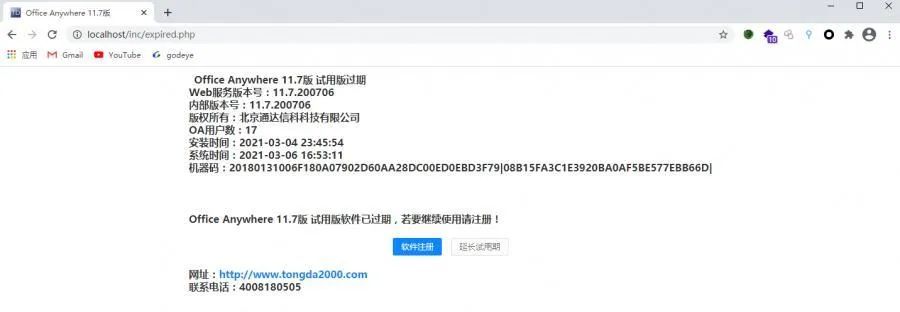 Office Anywhere 11.7版
localhost/inc/expired.php
10
应用 Gmail YouTube godeye
Office Anywhere 11.7版 试用版过期
Web服务版本号：11.7.200706
内部版本号：11.7.200706
版权所有：北京通达信科科技有限公司
OA用户数：17
安装时间：2021-03-04 23:45:54
系统时间：2021-03-06 16:53:11
机器码：20180131006F180A07902D60AA28DC00ED0EBD3F79|08B15FA3C1E3920BA0AF5BE577EBB66D|
Office Anywhere 11.7版 试用版软件已过期，若要继续使用请注册！
软件注册 延长试用期
网址：http://www.tongda2000.com
联系电话：4008180505